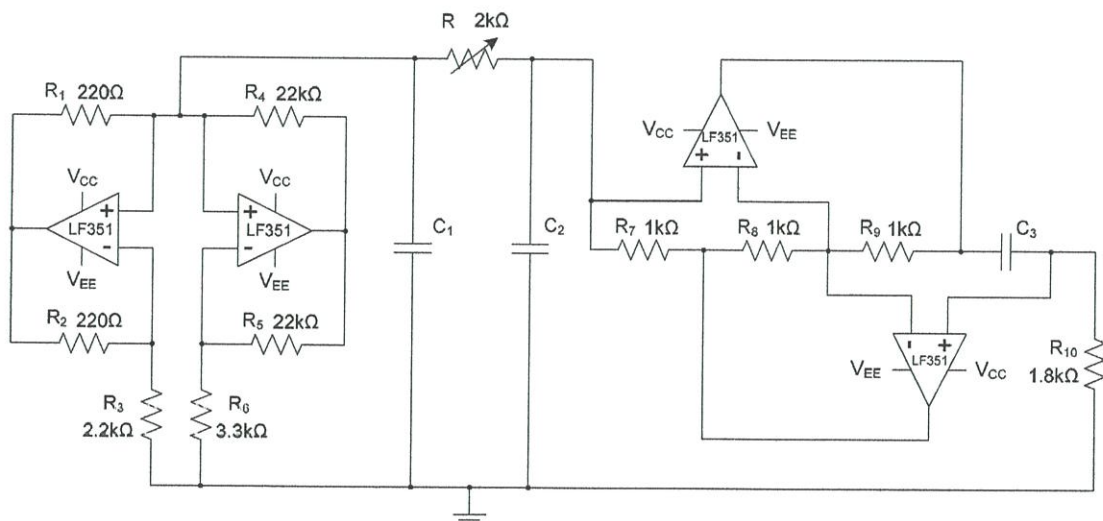 R 2kΩ
R1 220Ω
R4 22kΩ
VCC
VEE
LF351
+
-
VCC
VCC
+
-
LF351
+
-
LF351
C1
C2
R7 1kΩ
R8 1kΩ
R9 1kΩ
C3
VEE
VEE
R2 220Ω
R5 22kΩ
-
+
LF351
VEE
VCC
R10
1.8kΩ
R3
2.2kΩ
R6
3.3kΩ